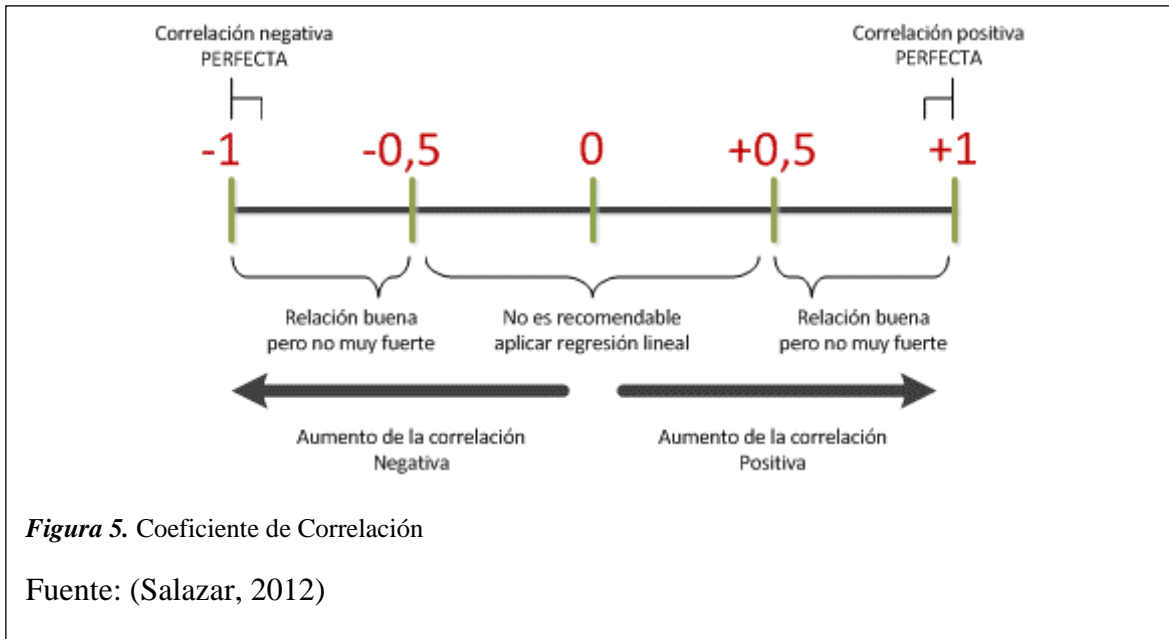 Correlación negativa
PERFECTA
Correlación positiva
PERFECTA
-1
-0,5
0
+0,5
+1
Relación buena
pero no muy fuerte
No es recomendable
aplicar regresión lineal
Relación buena
pero no muy fuerte
Aumento de la correlación
Negativa
Aumento de la correlación
Positiva
Figura 5. Coeficiente de Correlación
Fuente: (Salazar, 2012)